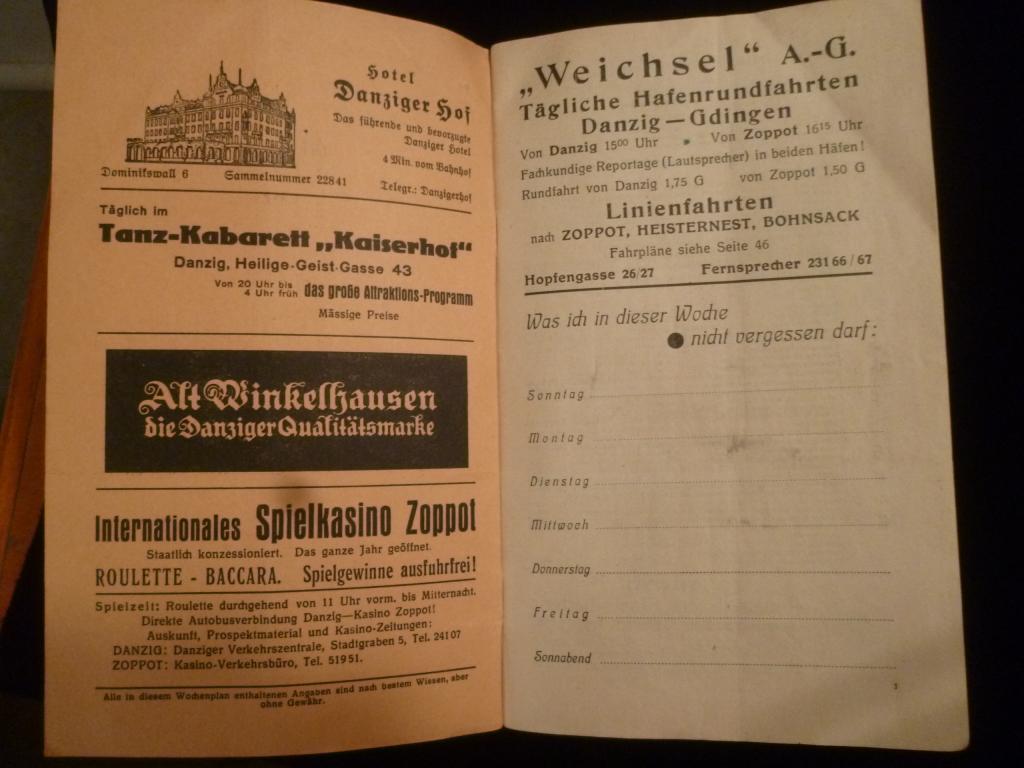 Hotel
Danziger Hof
Das führende und bevorzugte
Danziger Hotel
4 Min. vom Bahnhof
Dominikswall 6 Sammelnummer 22841 Telegr.: Danzigerhof
Täglich im
Tanz-Kabarett „Kaiserhof“
Danzig, Heilige-Geist-Gasse 43
Von 20 Uhr bis
4 Uhr früh das große Attraktions-Programm
Mässige Preise
Alt Winkelhausen
die Danziger Qualitätsmarke
Internationales Spielkasino Zoppot
Staatlich konzessioniert. Das ganze Jahr geöffnet.
ROULETTE - BACCARA. Spielgewinne ausfuhrfrei!
Spielzeit: Roulette durchgehend von 11 Uhr vorm. bis Mitternacht.
Direkte Autobusverbindung Danzig—Kasino Zoppot!
Auskunft, Prospektmaterial und Kasino-Zeitungen:
DANZIG: Danziger Verkehrszentrale, Stadtgraben 5, Tel. 24107
ZOPPOT: Kasino-Verkehrsbüro, Tel. 51951.
Alle in diesem Wochenplan enthaltenen Angaben sind nach bestem Wissen, aber
ohne Gewähr.
„Weichsel“ A.-G.
Tägliche Hafenrundfahrten
Danzig—Gdingen
Von Danzig 15⁰⁰ Uhr • Von Zoppot 16¹⁵ Uhr
Fachkundige Reportage (Lautsprecher) in beiden Häfen!
Rundfahrt von Danzig 1,75 G von Zoppot 1,50 G
Linienfahrten
nach ZOPPOT, HEISTERNEST, BOHNSACK
Fahrpläne siehe Seite 46
Hopfengasse 26/27 Fernsprecher 23166/67
Was ich in dieser Woche
nicht vergessen darf:
Sonntag
Montag
Dienstag
Mittwoch
Donnerstag
Freitag
Sonnabend
3